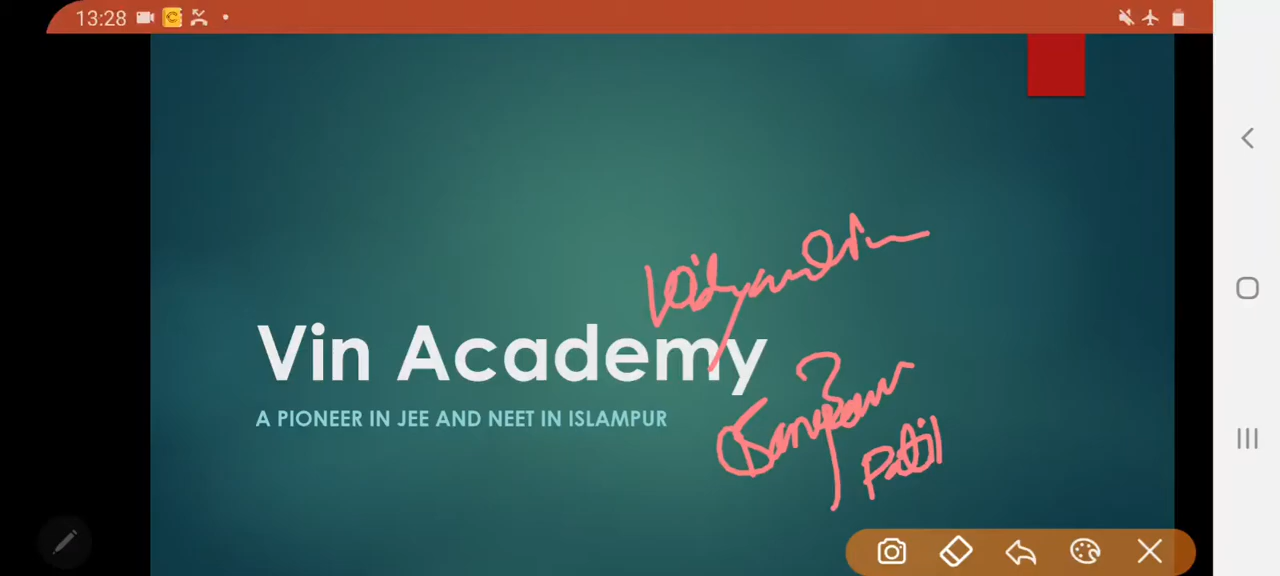 13:28
Vin Academy
A PIONEER IN JEE AND NEET IN ISLAMPUR
Patil